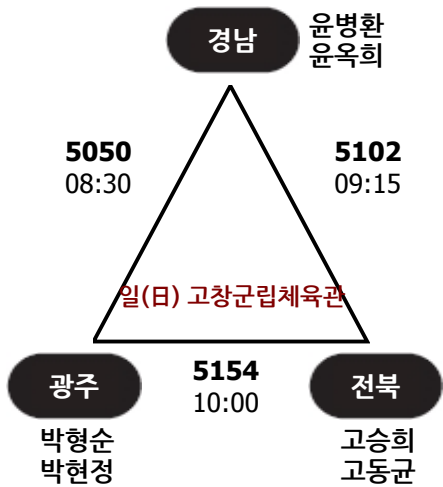 경남
윤병환
윤옥희
5050
08:30
5102
09:15
일(日) 고창군립체육관
광주
5154
10:00
전북
박형순
박현정
고승희
고동균